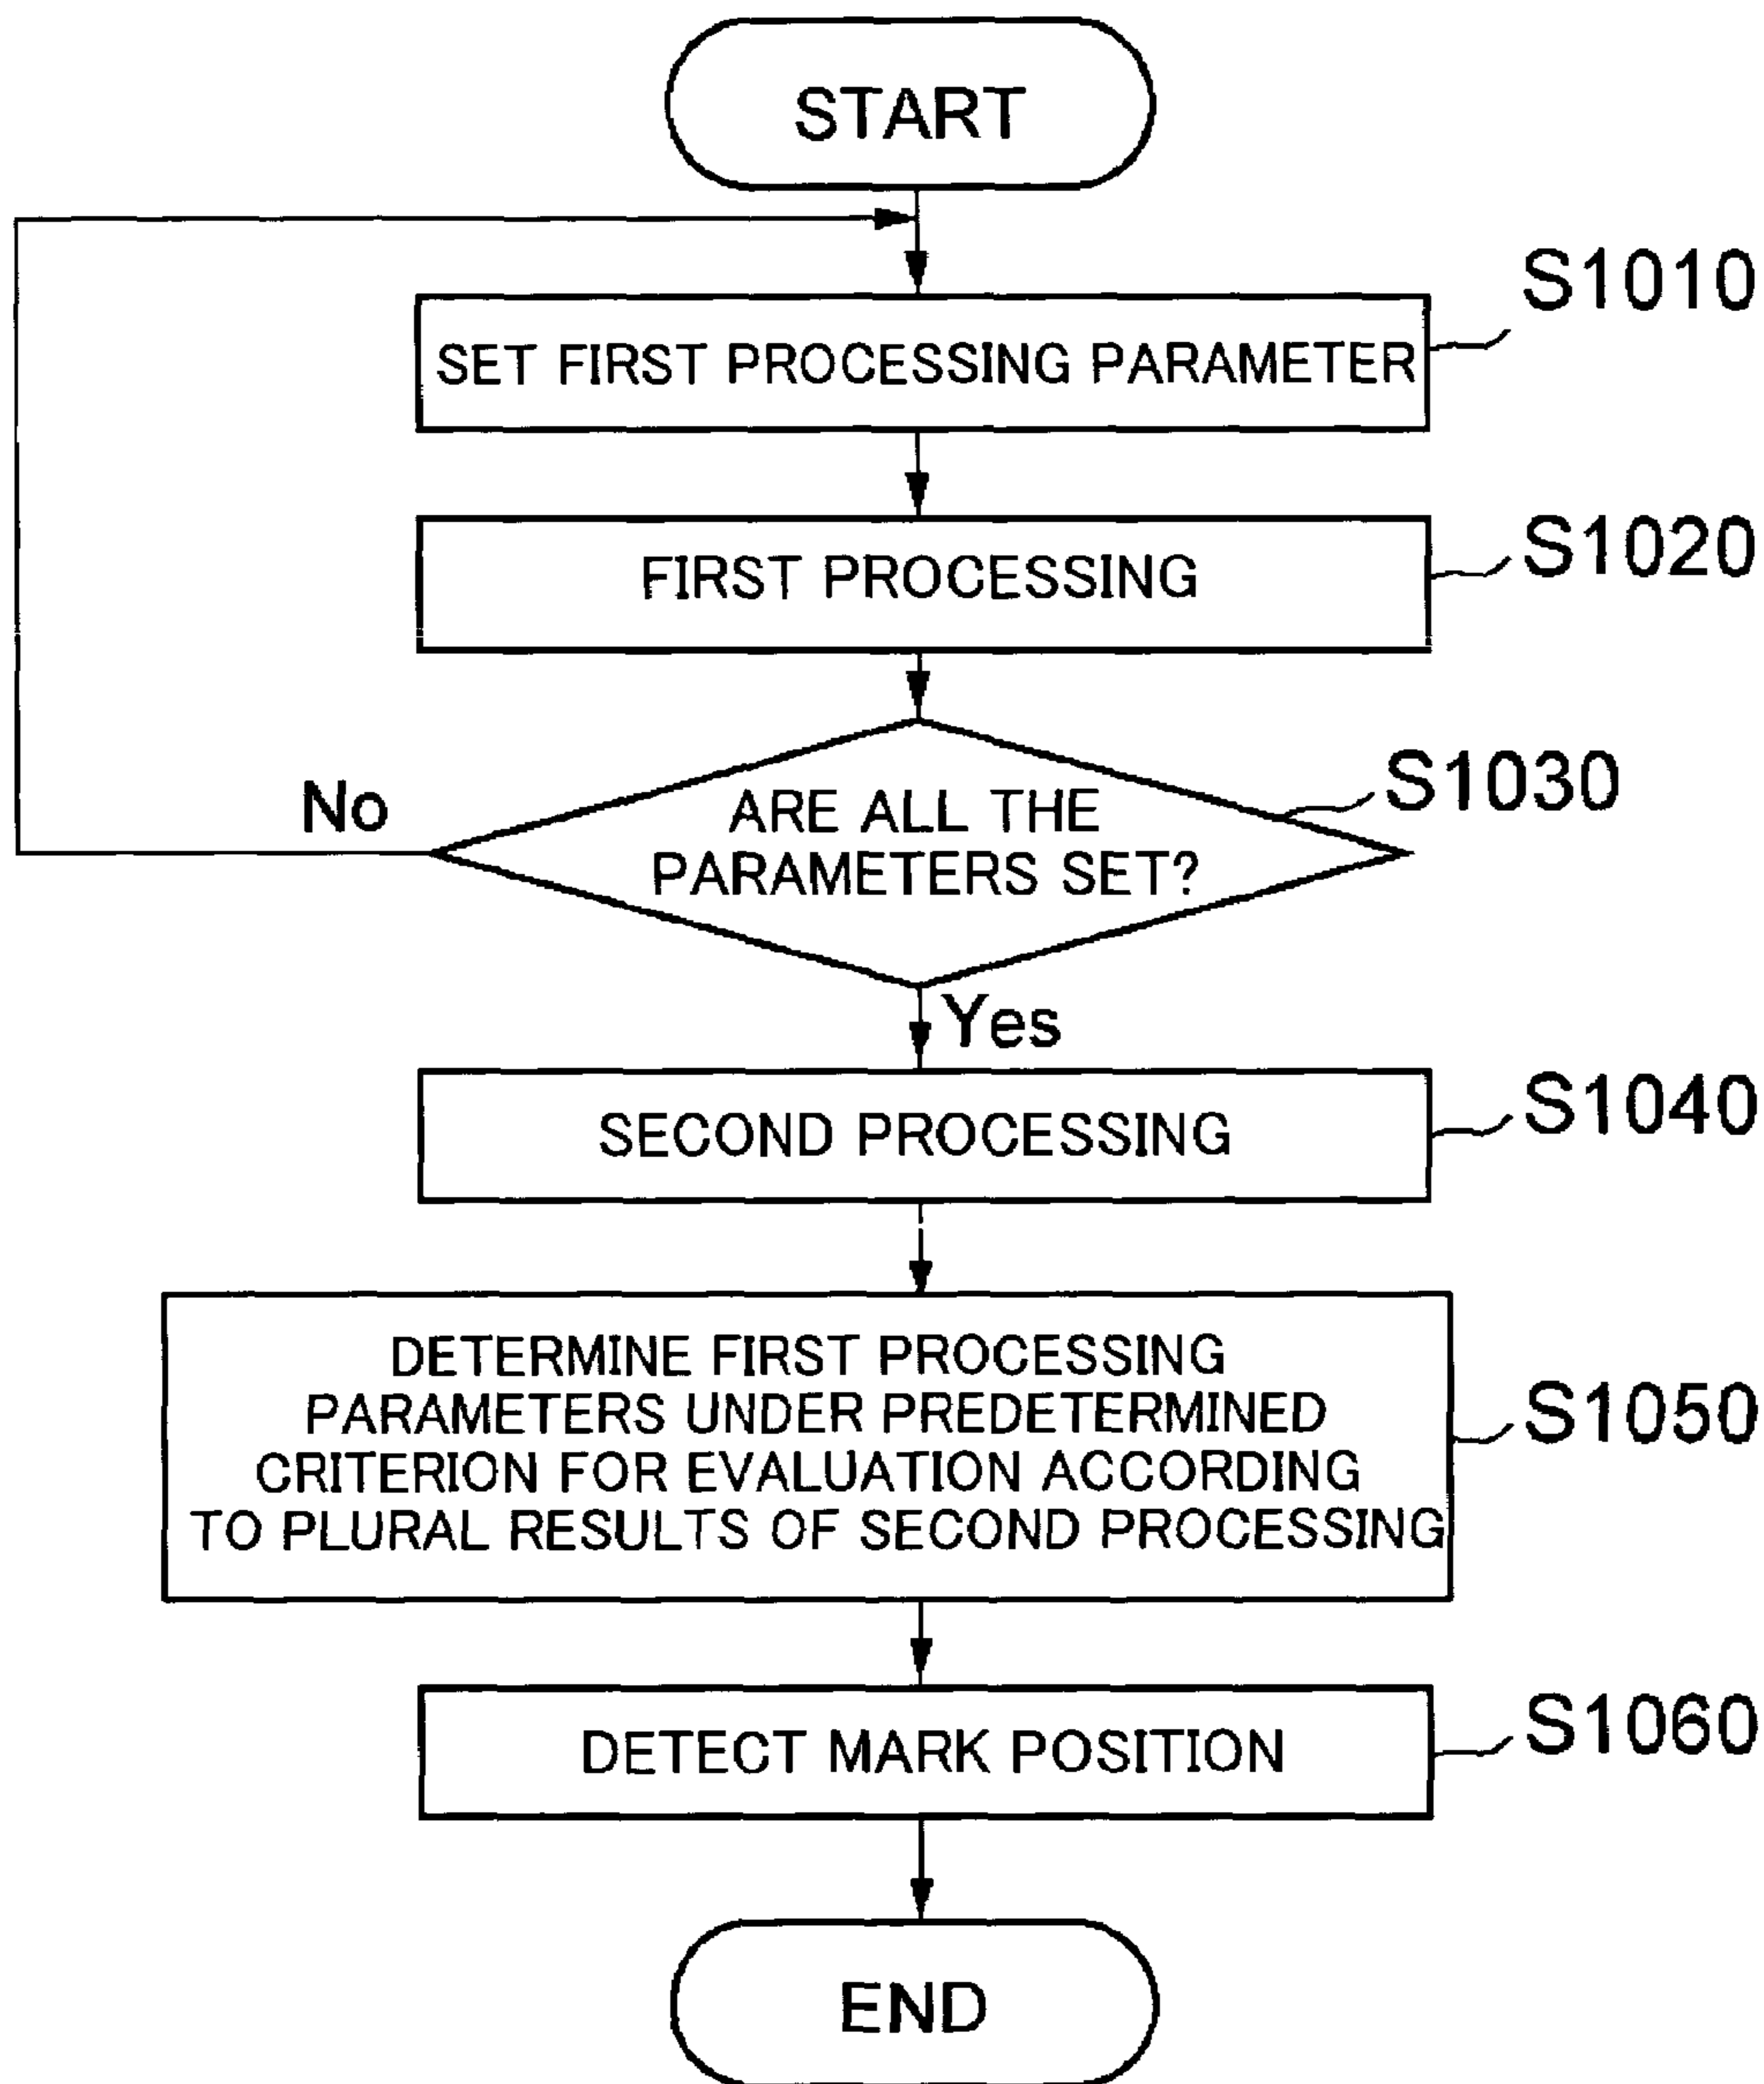 START
S1010
SET FIRST PROCESSING PARAMETER
S1020
FIRST PROCESSING
S1030
No
ARE ALL THE
PARAMETERS SET?
Yes
S1040
SECOND PROCESSING
DETERMINE FIRST PROCESSING
PARAMETERS UNDER PREDETERMINED
S1050
CRITERION FOR EVALUATION ACCORDING
TO PLURAL RESULTS OF SECOND PROCESSING
S1060
DETECT MARK POSITION
END